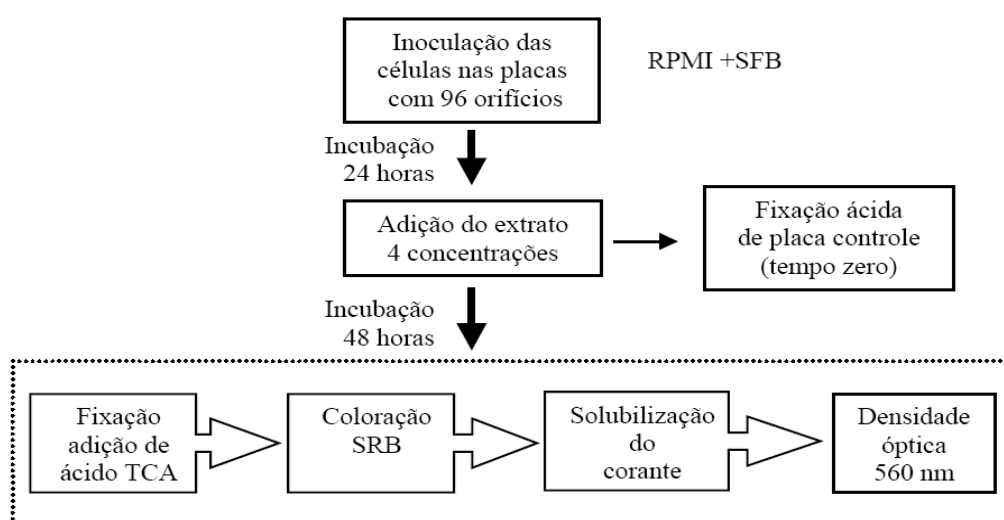 Inoculação das
células nas placas
com 96 orifícios
RPMI +SFB
Incubação
24 horas
Adição do extrato
4 concentrações
Fixação ácida
de placa controle
(tempo zero)
Incubação
48 horas
Fixação
adição de
ácido TCA
Coloração
SRB
Solubilização
do
corante
Densidade
óptica
560 nm